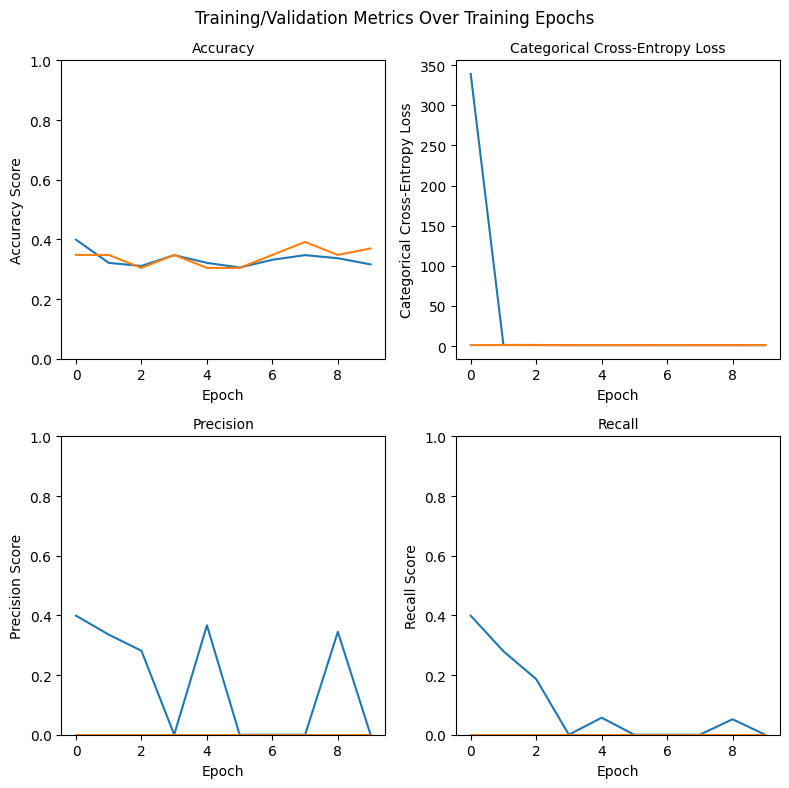 Training/Validation Metrics Over Training Epochs
Accuracy
Accuracy Score
1.0
0.8
0.6
0.4
0.2
0.0
0 2 4 6 8
Epoch
Categorical Cross-Entropy Loss
Categorical Cross-Entropy Loss
350
300
250
200
150
100
50
0
0 2 4 6 8
Epoch
Precision
Precision Score
1.0
0.8
0.6
0.4
0.2
0.0
0 2 4 6 8
Epoch
Recall
Recall Score
1.0
0.8
0.6
0.4
0.2
0.0
0 2 4 6 8
Epoch